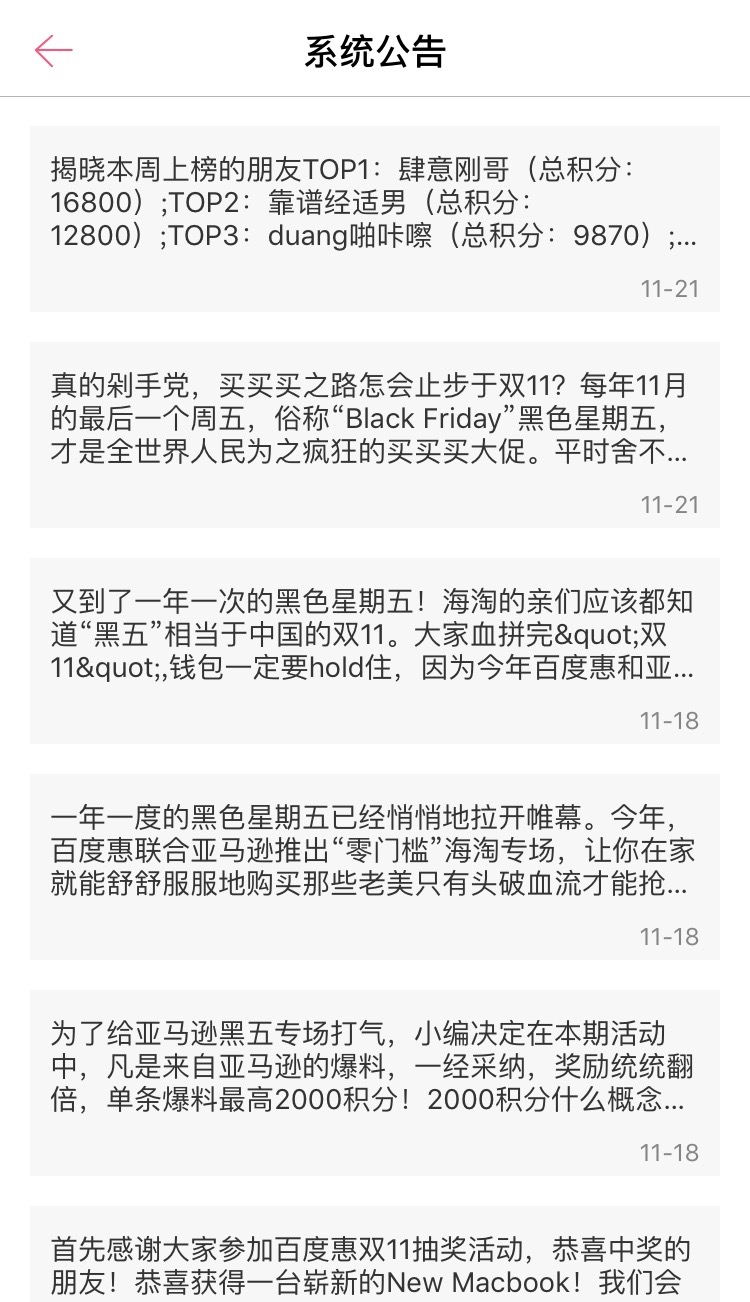 系统公告
揭晓本周上榜的朋友TOP1：肆意刚哥（总积分：
16800）;TOP2：靠谱经适男（总积分：
12800）;TOP3：duang啪咔嚓（总积分：9870）;...
11-21
真的剁手党，买买买之路怎会止步于双11？每年11月
的最后一个周五，俗称“Black Friday”黑色星期五，
才是全世界人民为之疯狂的买买买大促。平时舍不...
11-21
又到了一年一次的黑色星期五！海淘的亲们应该都知
道“黑五”相当于中国的双11。大家血拼完&quot;双
11&quot;,钱包一定要hold住，因为今年百度惠和亚...
11-18
一年一度的黑色星期五已经悄悄地拉开帷幕。今年，
百度惠联合亚马逊推出“零门槛”海淘专场，让你在家
就能舒舒服服地购买那些老美只有头破血流才能抢...
11-18
为了给亚马逊黑五专场打气，小编决定在本期活动
中，凡是来自亚马逊的爆料，一经采纳，奖励统统翻
倍，单条爆料最高2000积分！2000积分什么概念...
11-18
首先感谢大家参加百度惠双11抽奖活动，恭喜中奖的
朋友！恭喜获得一台崭新的New Macbook！我们会